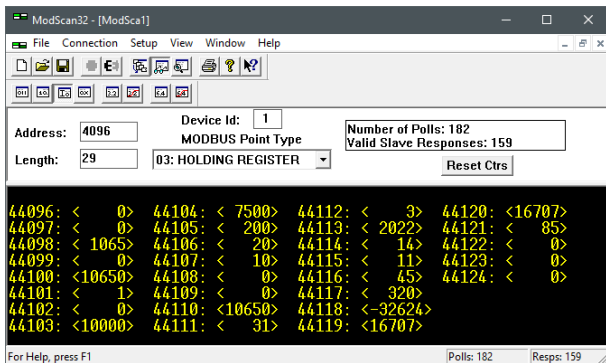 ModScan32 - [ModSca1]
File Connection Setup View Window Help
Address: 4096
Device Id: 1
MODBUS Point Type
Length: 29
03: HOLDING REGISTER
Number of Polls: 182
Valid Slave Responses: 159
Reset Ctrs
44096: <     0> 44104: < 7500> 44112: <     3> 44120: <16707>
44097: <     0> 44105: <   200> 44113: < 2022> 44121: <    85>
44098: < 1065> 44106: <    20> 44114: <    14> 44122: <     0>
44099: <     0> 44107: <    10> 44115: <    11> 44123: <     0>
44100: <10650> 44108: <     0> 44116: <    45> 44124: <     0>
44101: <     1> 44109: <     0> 44117: <   320>
44102: <     0> 44110: <10650> 44118: <-32624>
44103: <10000> 44111: <    31> 44119: <16707>
For Help, press F1
Polls: 182
Resps: 159